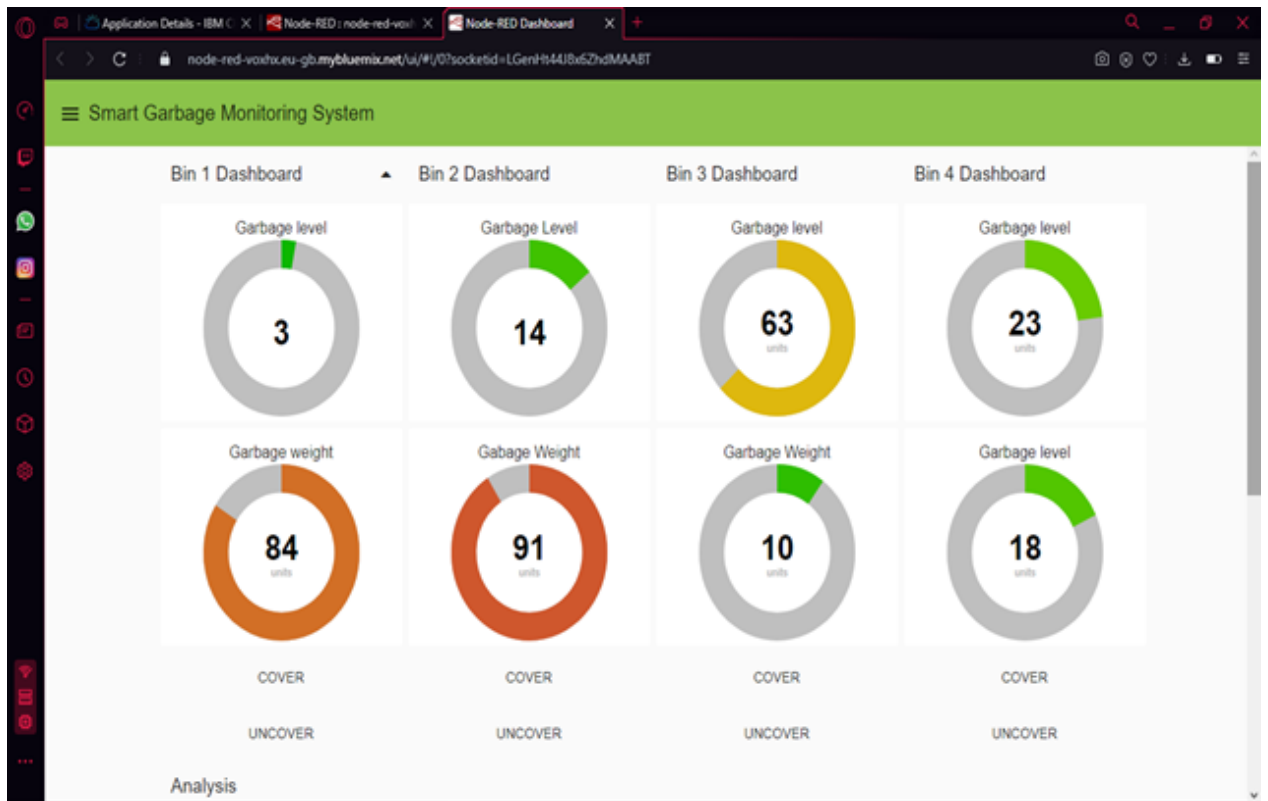 Application Details - IBM C
Node-RED : node-red-voxh
Node-RED Dashboard
node-red-voxhx.eu-gb.mybluemix.net/ui/#!/0?socketid=LGenHt44J8x6ZhdMAABT
Smart Garbage Monitoring System
Bin 1 Dashboard
Bin 2 Dashboard
Bin 3 Dashboard
Bin 4 Dashboard
Garbage level
Garbage Level
Garbage level
Garbage level
3
14
63
units
23
units
Garbage weight
Gabage Weight
Garbage Weight
Garbage level
84
units
91
units
10
units
18
units
COVER
COVER
COVER
COVER
UNCOVER
UNCOVER
UNCOVER
UNCOVER
Analysis